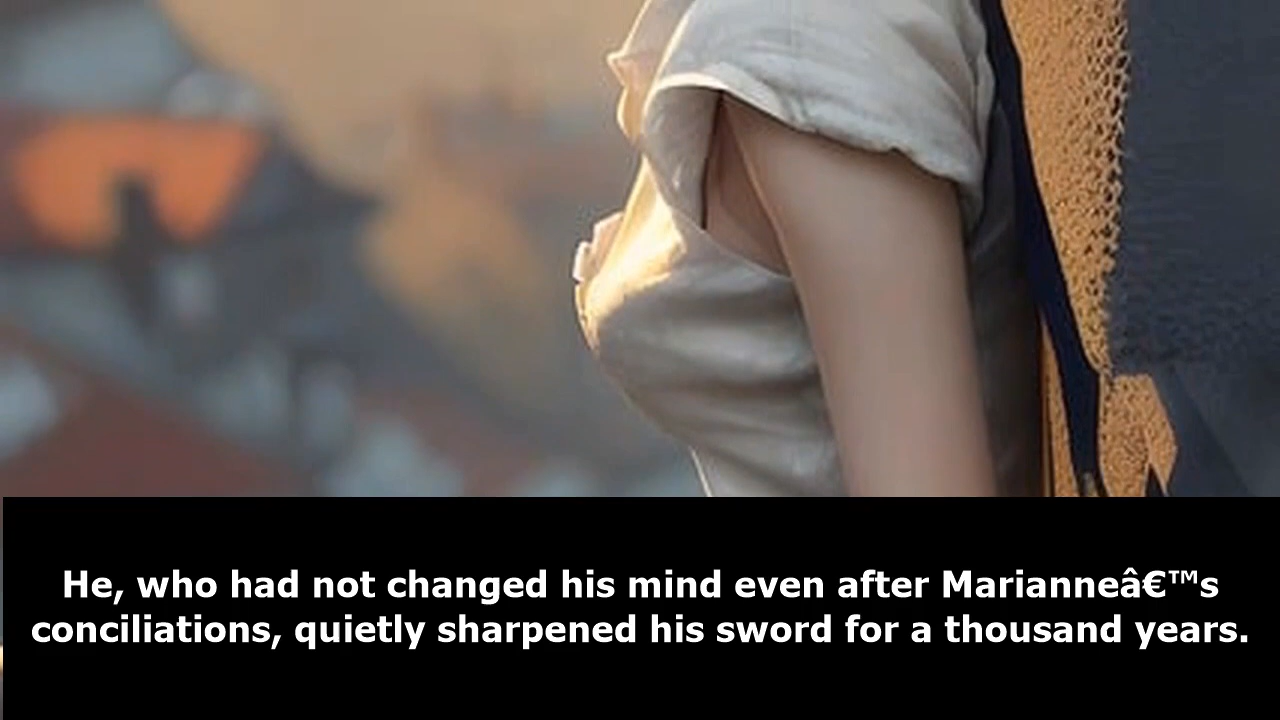 He, who had not changed his mind even after Marianneâ€™s
conciliations, quietly sharpened his sword for a thousand years.